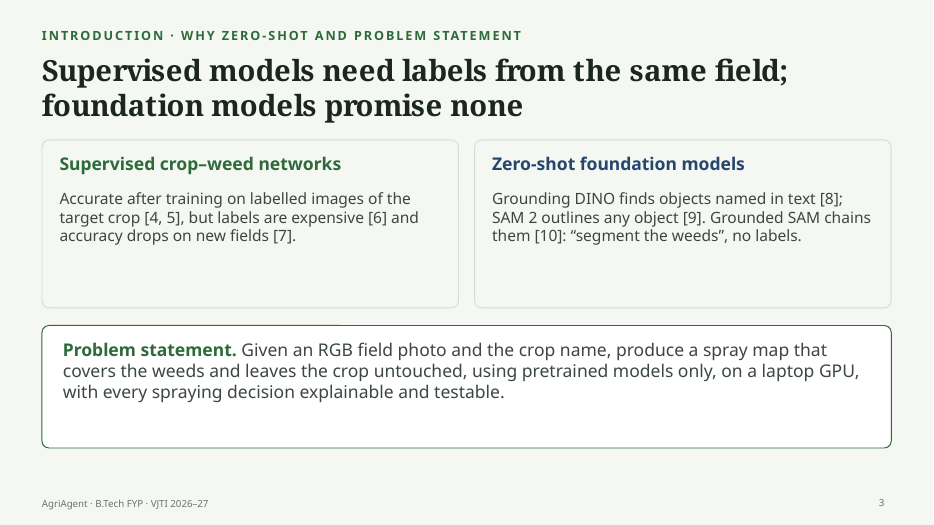 INTRODUCTION · WHY ZERO-SHOT AND PROBLEM STATEMENT
Supervised models need labels from the same field;
foundation models promise none
Supervised crop–weed networks
Accurate after training on labelled images of the
target crop [4, 5], but labels are expensive [6] and
accuracy drops on new fields [7].
Zero-shot foundation models
Grounding DINO finds objects named in text [8];
SAM 2 outlines any object [9]. Grounded SAM chains
them [10]: “segment the weeds”, no labels.
Problem statement. Given an RGB field photo and the crop name, produce a spray map that
covers the weeds and leaves the crop untouched, using pretrained models only, on a laptop GPU,
with every spraying decision explainable and testable.
AgriAgent · B.Tech FYP · VJTI 2026–27
3